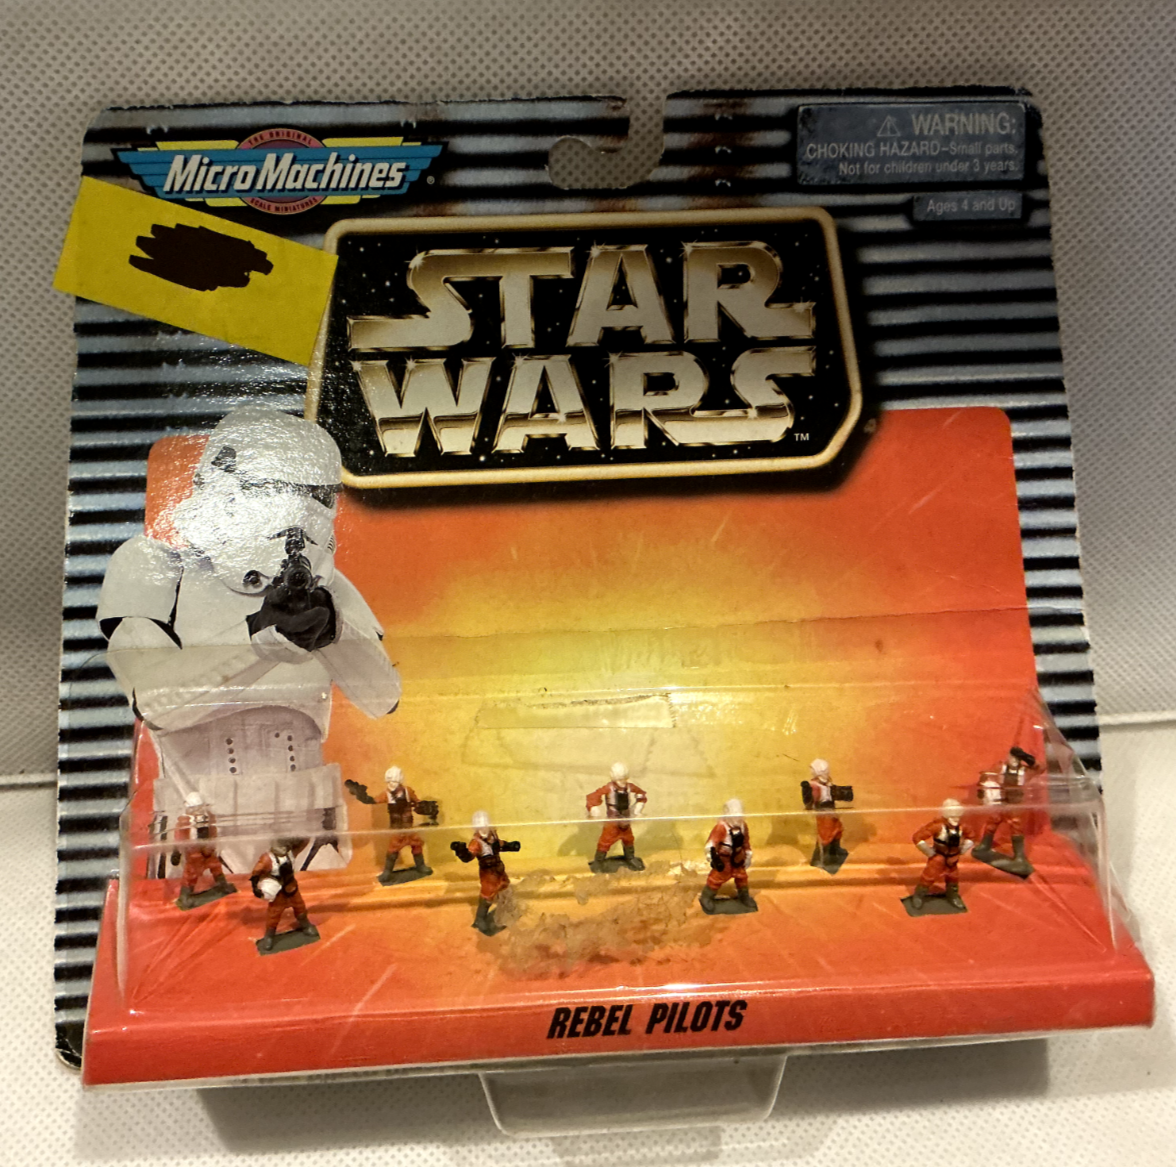 THE ORIGINAL
MicroMachines®
SCALE MINIATURES
⚠ WARNING:
CHOKING HAZARD–Small parts.
Not for children under 3 years.
Ages 4 and Up
STAR
WARS
TM
REBEL PILOTS